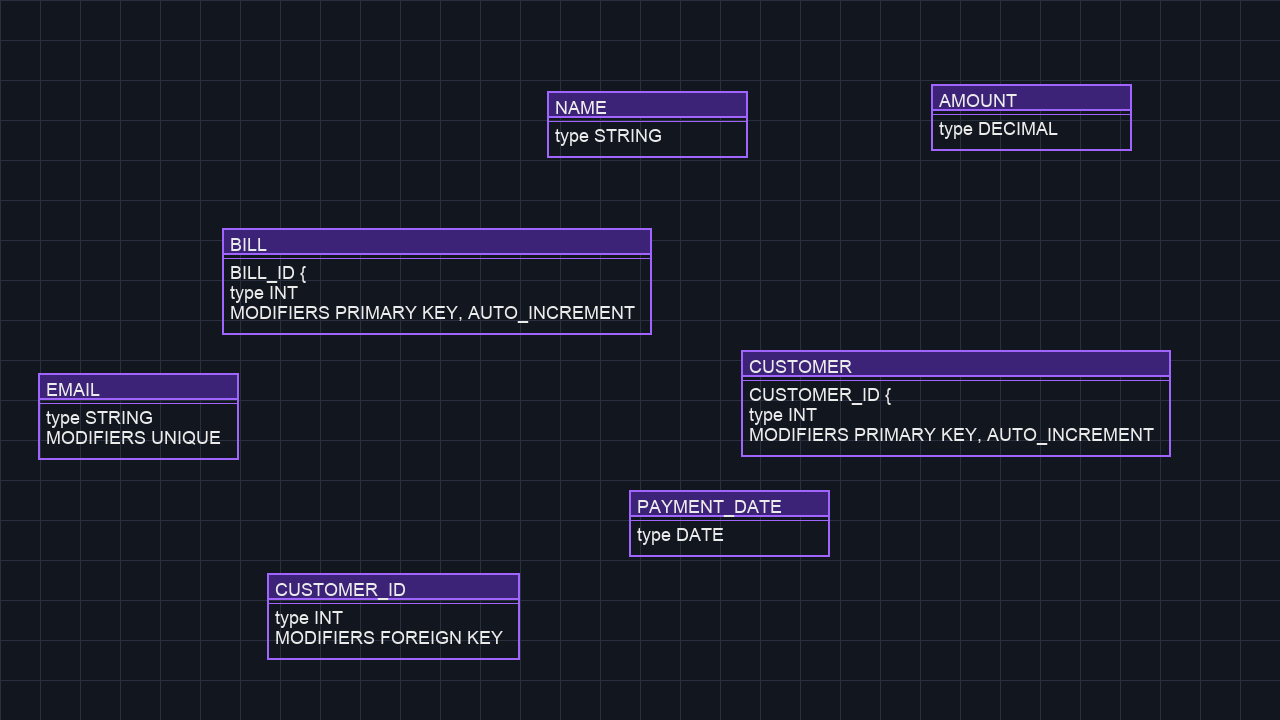 NAME
type STRING
AMOUNT
type DECIMAL
BILL
BILL_ID {
type INT
MODIFIERS PRIMARY KEY, AUTO_INCREMENT
CUSTOMER
CUSTOMER_ID {
type INT
MODIFIERS PRIMARY KEY, AUTO_INCREMENT
EMAIL
type STRING
MODIFIERS UNIQUE
PAYMENT_DATE
type DATE
CUSTOMER_ID
type INT
MODIFIERS FOREIGN KEY